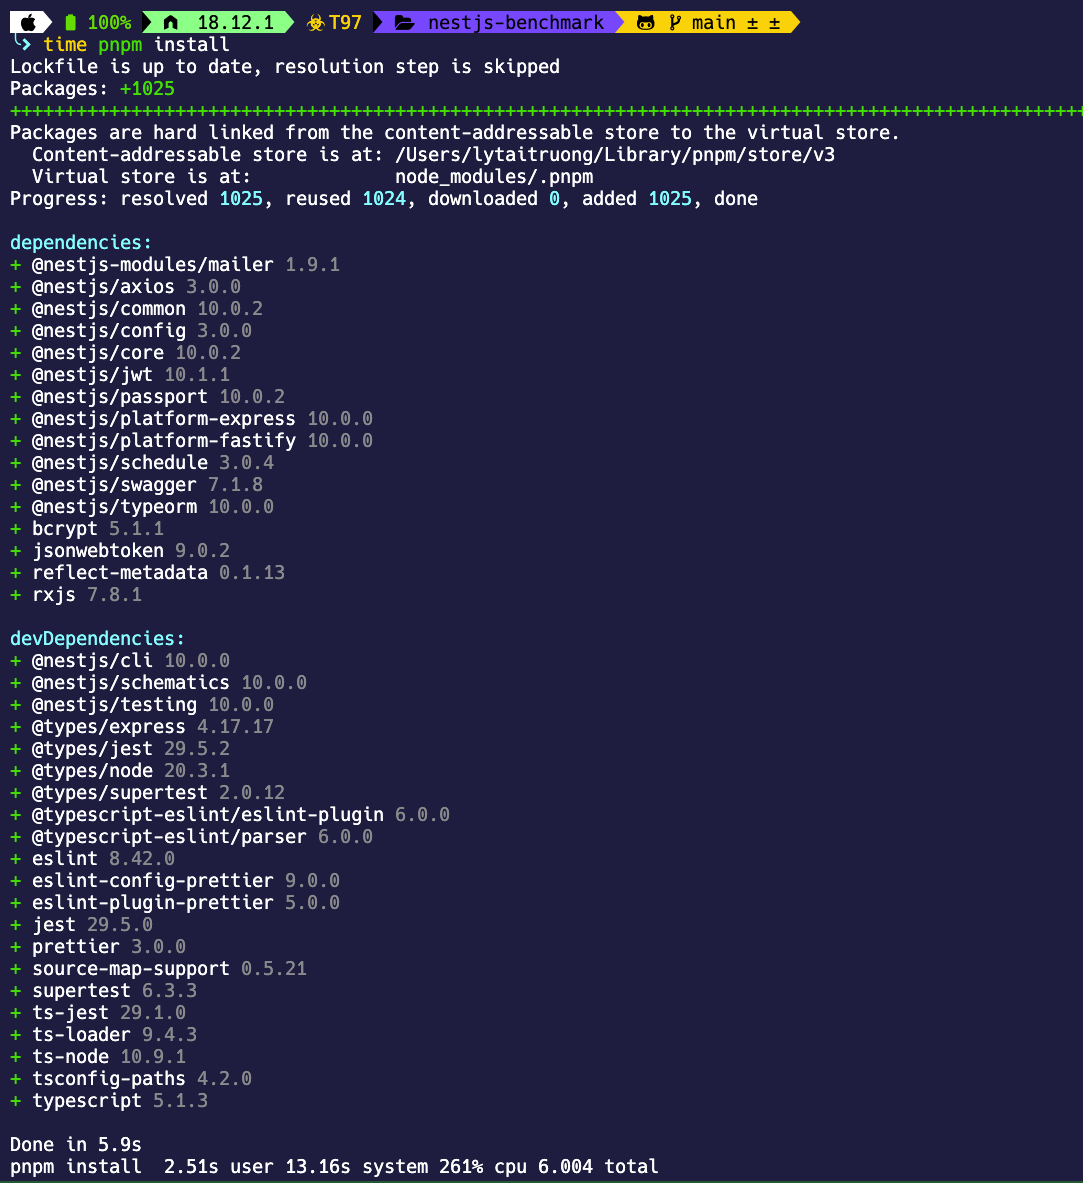 100% 18.12.1 T97 nestjs-benchmark main ± ±
time pnpm install
Lockfile is up to date, resolution step is skipped
Packages: +1025
++++++++++++++++++++++++++++++++++++++++++++++++++++++++++++++++++++++++++++++++++++++++++++++++++
Packages are hard linked from the content-addressable store to the virtual store.
  Content-addressable store is at: /Users/lytaitruong/Library/pnpm/store/v3
  Virtual store is at:             node_modules/.pnpm
Progress: resolved 1025, reused 1024, downloaded 0, added 1025, done

dependencies:
+ @nestjs-modules/mailer 1.9.1
+ @nestjs/axios 3.0.0
+ @nestjs/common 10.0.2
+ @nestjs/config 3.0.0
+ @nestjs/core 10.0.2
+ @nestjs/jwt 10.1.1
+ @nestjs/passport 10.0.2
+ @nestjs/platform-express 10.0.0
+ @nestjs/platform-fastify 10.0.0
+ @nestjs/schedule 3.0.4
+ @nestjs/swagger 7.1.8
+ @nestjs/typeorm 10.0.0
+ bcrypt 5.1.1
+ jsonwebtoken 9.0.2
+ reflect-metadata 0.1.13
+ rxjs 7.8.1

devDependencies:
+ @nestjs/cli 10.0.0
+ @nestjs/schematics 10.0.0
+ @nestjs/testing 10.0.0
+ @types/express 4.17.17
+ @types/jest 29.5.2
+ @types/node 20.3.1
+ @types/supertest 2.0.12
+ @typescript-eslint/eslint-plugin 6.0.0
+ @typescript-eslint/parser 6.0.0
+ eslint 8.42.0
+ eslint-config-prettier 9.0.0
+ eslint-plugin-prettier 5.0.0
+ jest 29.5.0
+ prettier 3.0.0
+ source-map-support 0.5.21
+ supertest 6.3.3
+ ts-jest 29.1.0
+ ts-loader 9.4.3
+ ts-node 10.9.1
+ tsconfig-paths 4.2.0
+ typescript 5.1.3

Done in 5.9s
pnpm install  2.51s user 13.16s system 261% cpu 6.004 total